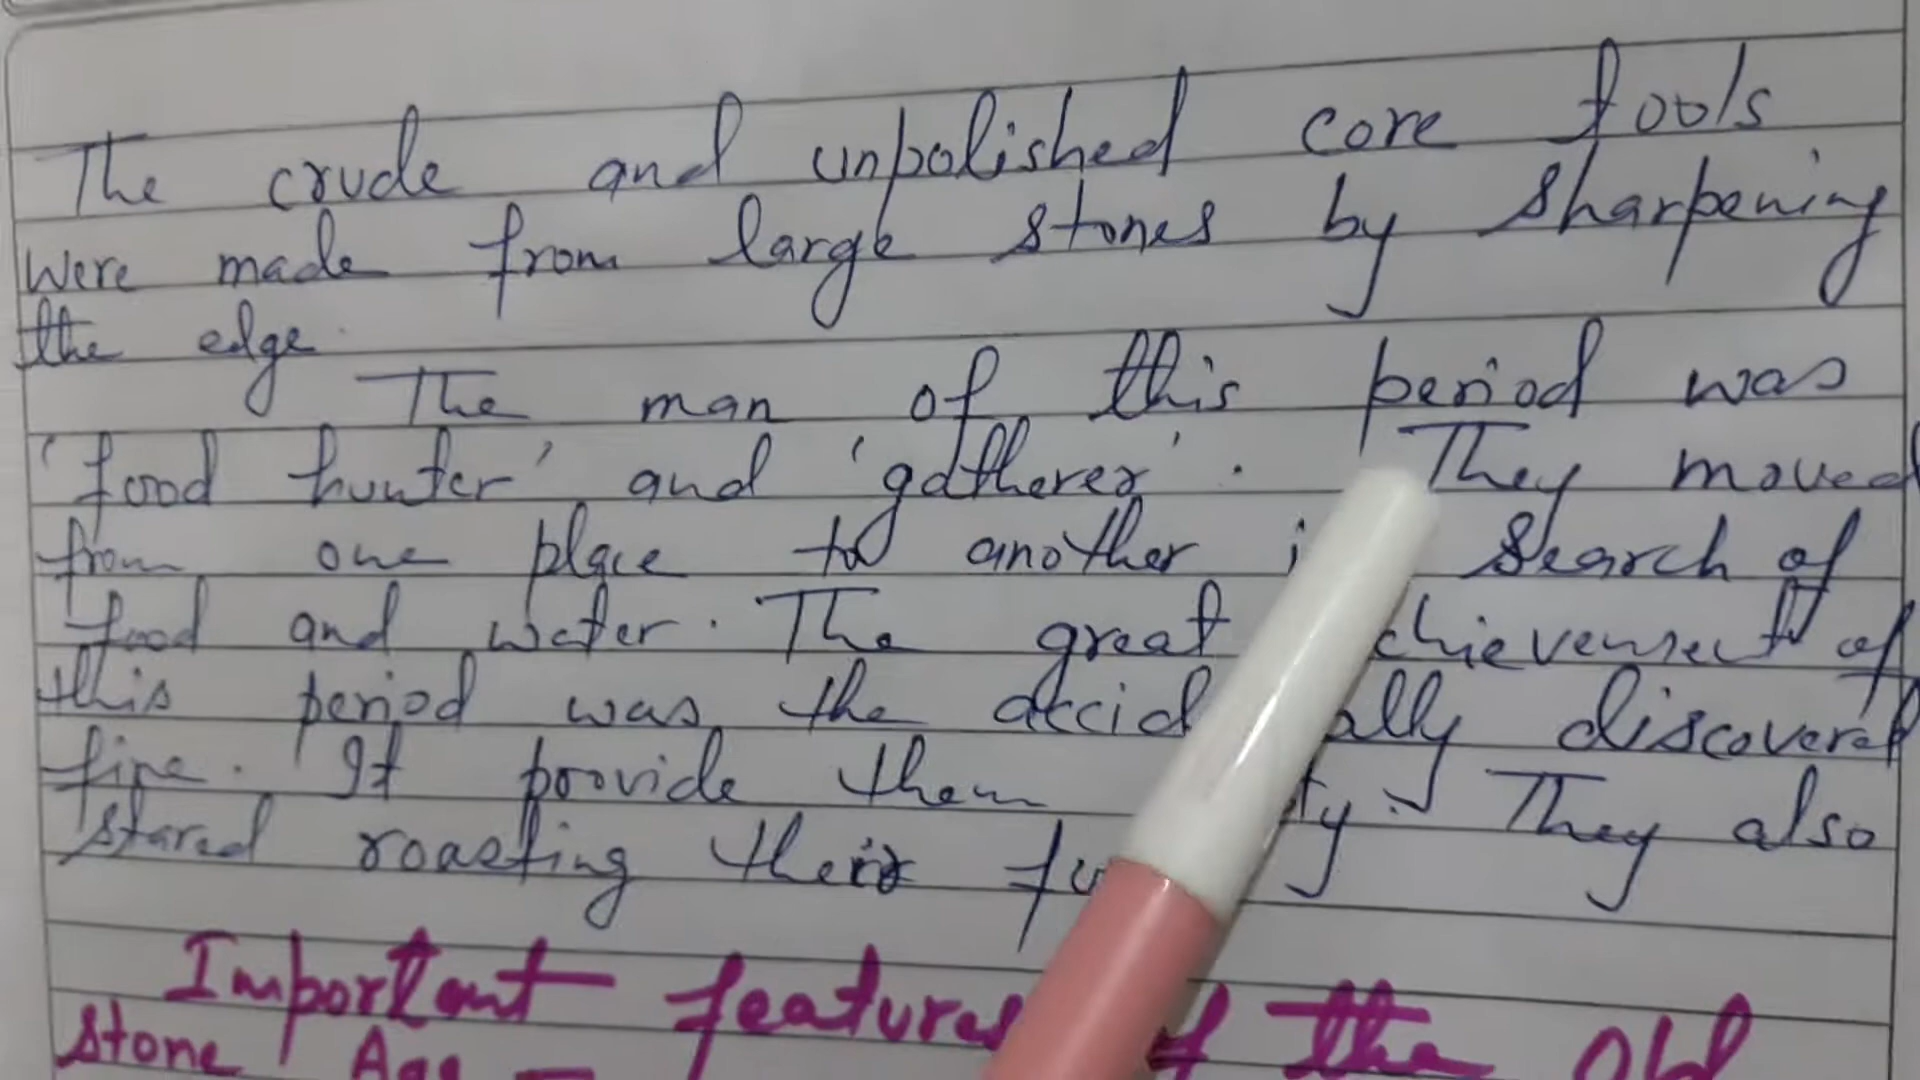 The crude and unpolished core tools
were made from large stones by sharpening
the edge.
The man of this period was
'food hunter' and 'gatherer'. They moved
from one place to another search of
food and water. The great of
this period was the discovered
fire. It provide them They also
stared roasting their
Important features of the Old
Stone Age -